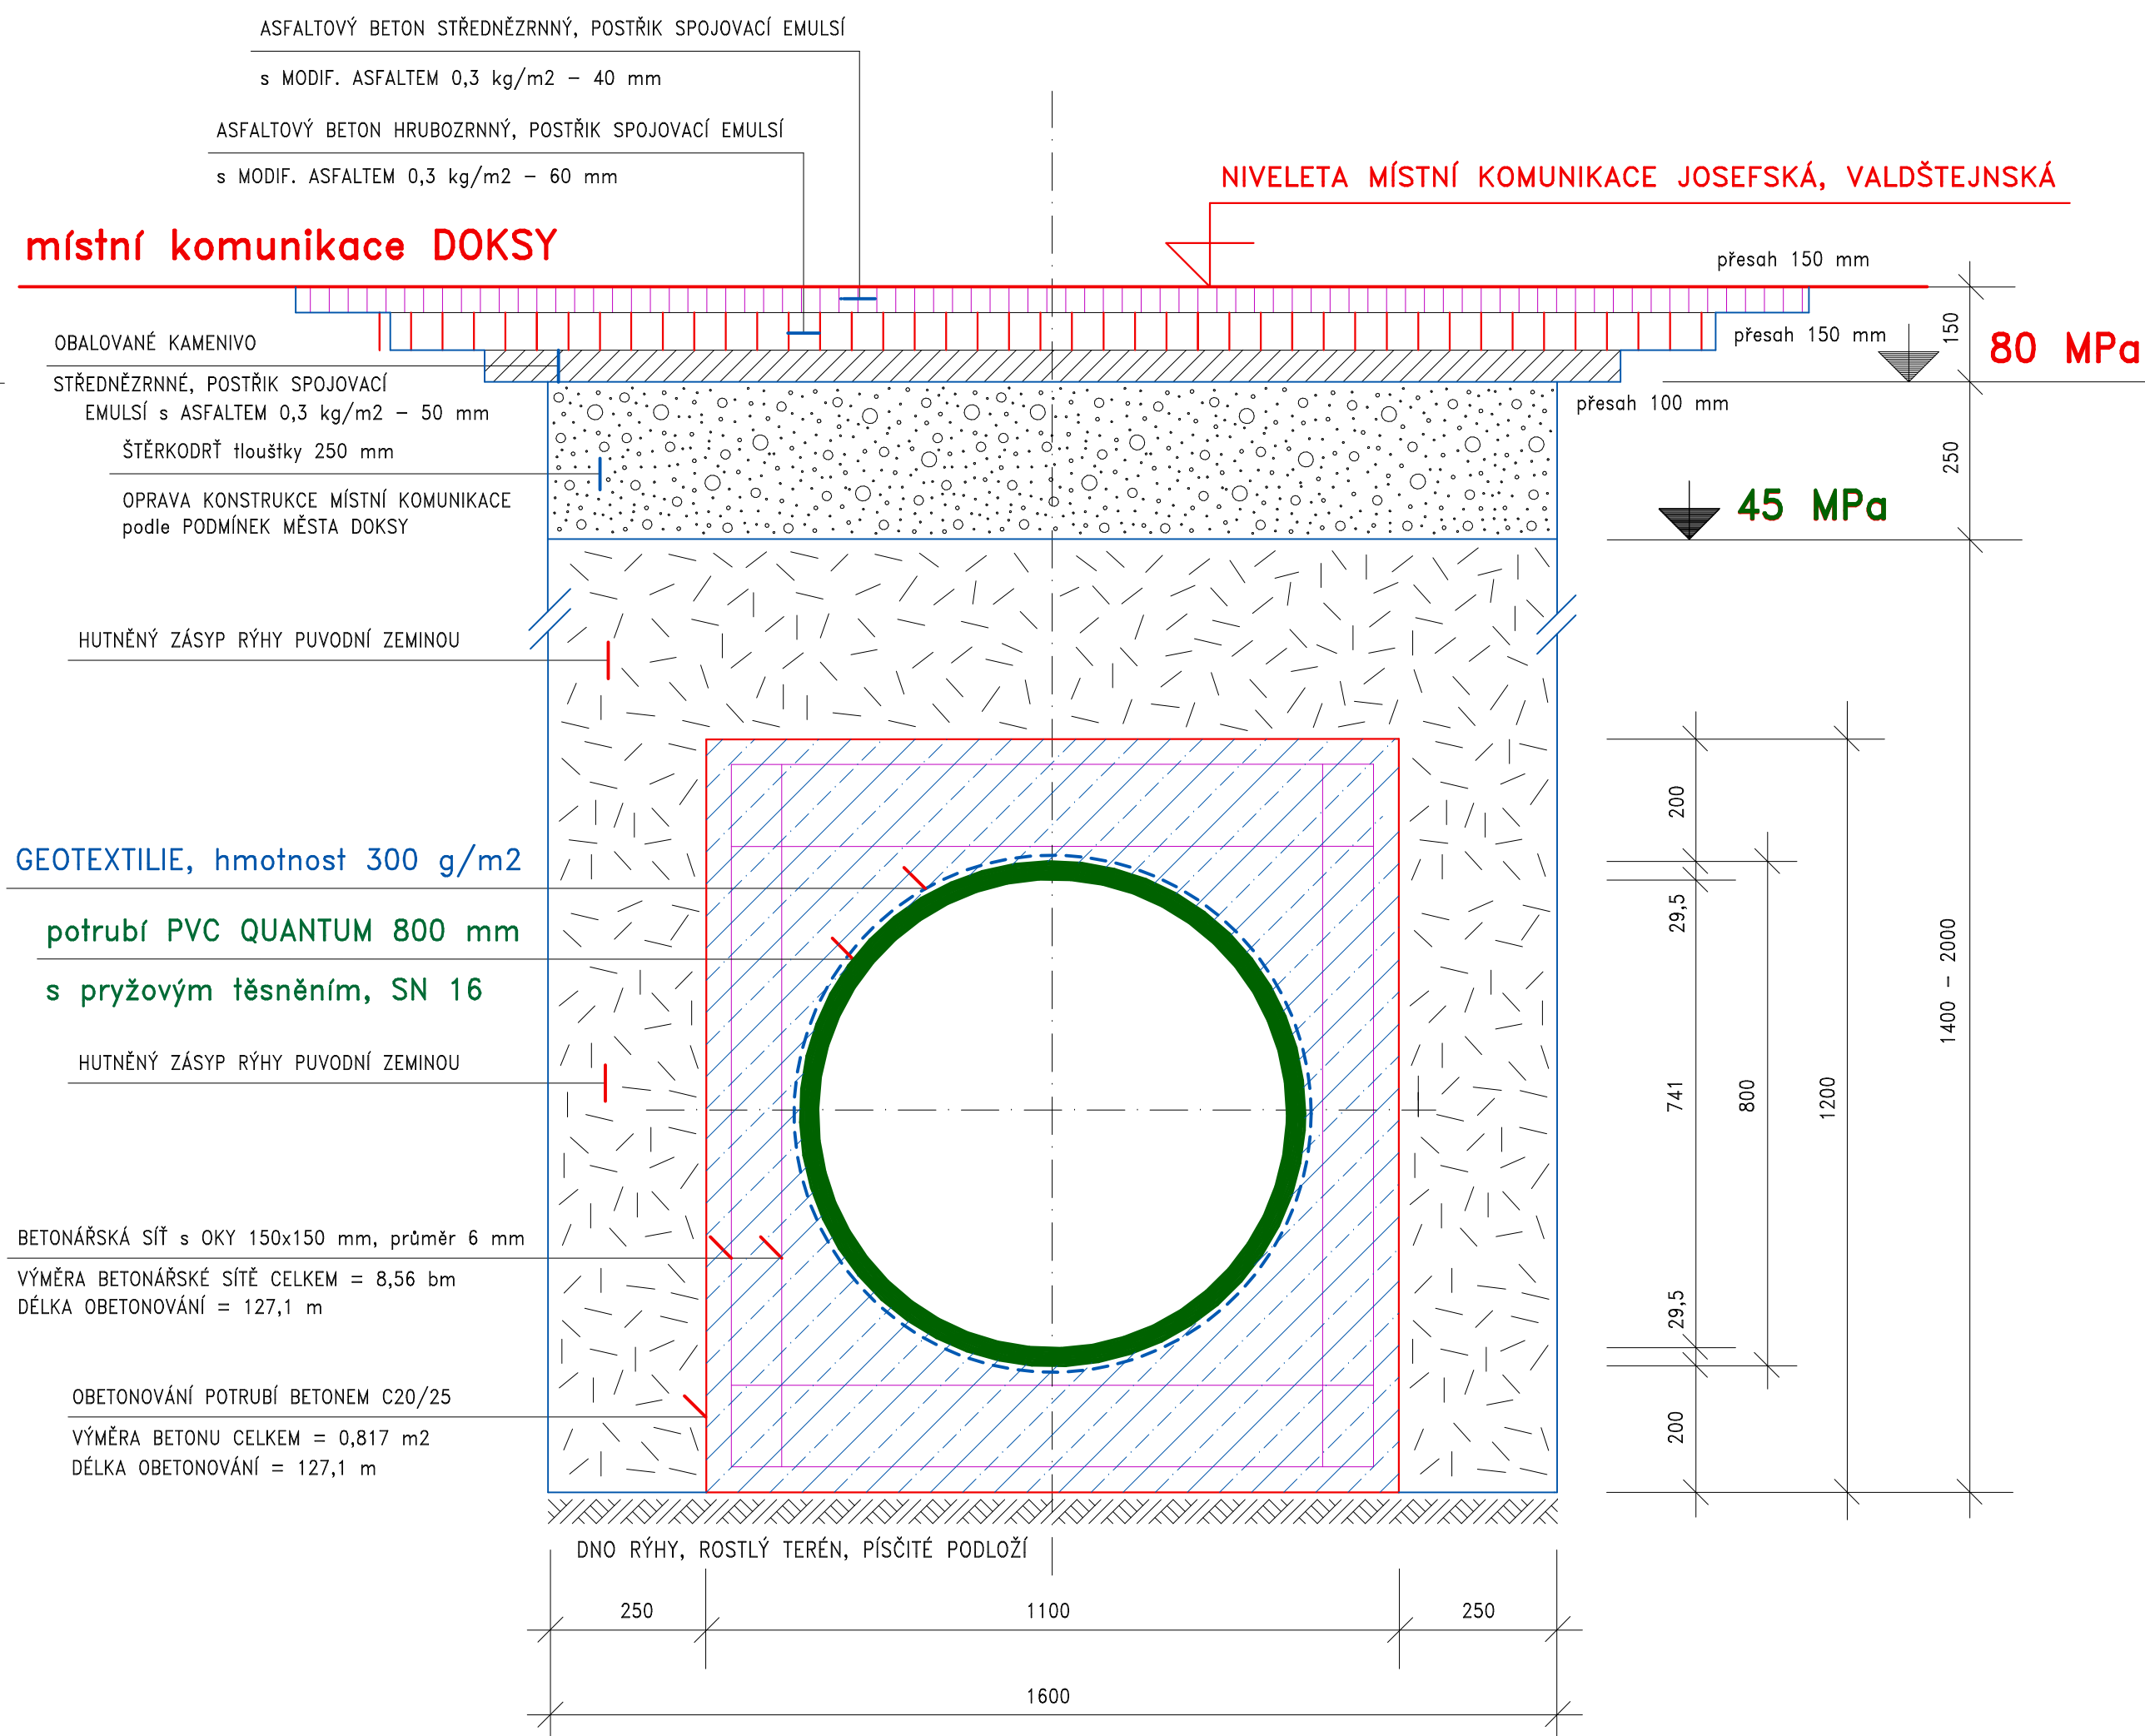 ASFALTOVÝ BETON STŘEDNĚZRNNÝ, POSTŘIK SPOJOVACÍ EMULSÍ
s MODIF. ASFALTEM 0,3 kg/m2 – 40 mm
ASFALTOVÝ BETON HRUBOZRNNÝ, POSTŘIK SPOJOVACÍ EMULSÍ
s MODIF. ASFALTEM 0,3 kg/m2 – 60 mm
NIVELETA MÍSTNÍ KOMUNIKACE JOSEFSKÁ, VALDŠTEJNSKÁ
místní komunikace DOKSY
přesah 150 mm
přesah 150 mm
150
80 MPa
OBALOVANÉ KAMENIVO
STŘEDNĚZRNNÉ, POSTŘIK SPOJOVACÍ
EMULSÍ s ASFALTEM 0,3 kg/m2 – 50 mm
přesah 100 mm
ŠTĚRKODRŤ tloušťky 250 mm
250
OPRAVA KONSTRUKCE MÍSTNÍ KOMUNIKACE
podle PODMÍNEK MĚSTA DOKSY
45 MPa
HUTNĚNÝ ZÁSYP RÝHY PUVODNÍ ZEMINOU
200
GEOTEXTILIE, hmotnost 300 g/m2
29,5
potrubí PVC QUANTUM 800 mm
s pryžovým těsněním, SN 16
1400 – 2000
HUTNĚNÝ ZÁSYP RÝHY PUVODNÍ ZEMINOU
741
800
1200
BETONÁŘSKÁ SÍŤ s OKY 150x150 mm, průměr 6 mm
VÝMĚRA BETONÁŘSKÉ SÍTĚ CELKEM = 8,56 bm
DÉLKA OBETONOVÁNÍ = 127,1 m
29,5
OBETONOVÁNÍ POTRUBÍ BETONEM C20/25
VÝMĚRA BETONU CELKEM = 0,817 m2
DÉLKA OBETONOVÁNÍ = 127,1 m
200
DNO RÝHY, ROSTLÝ TERÉN, PÍSČITÉ PODLOŽÍ
250
1100
250
1600